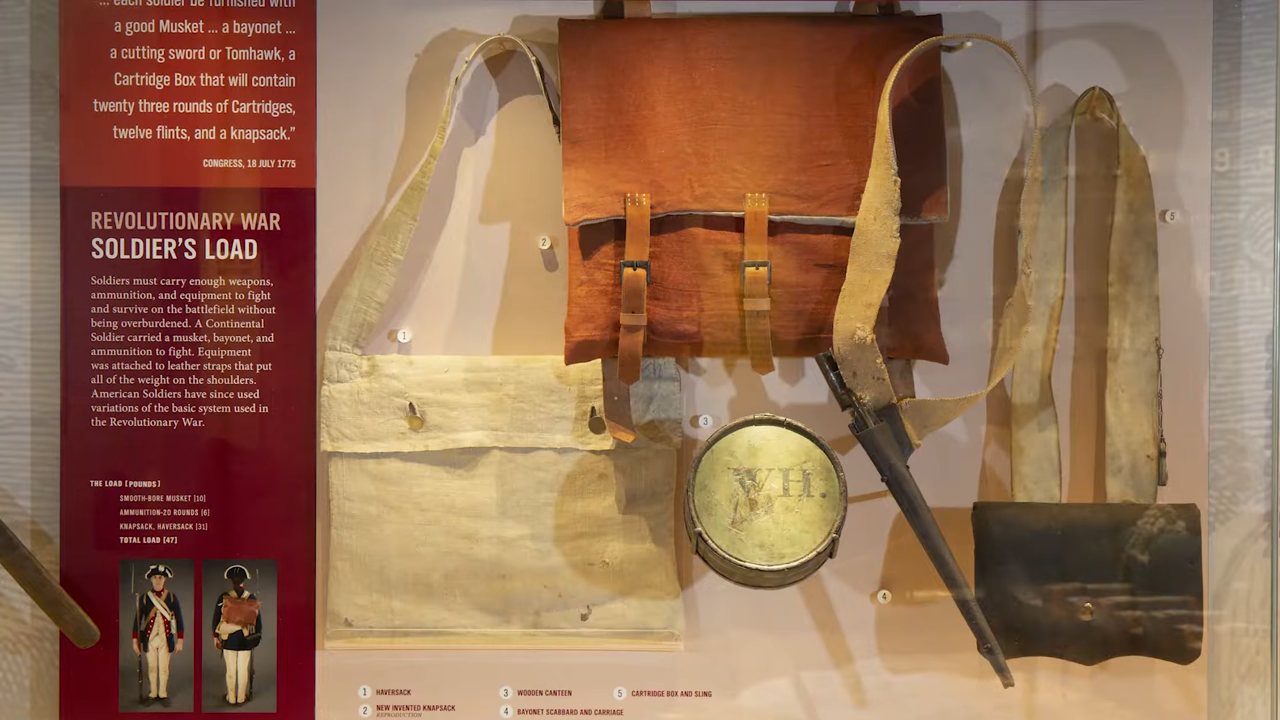 ... each soldier be furnished with
a good Musket ... a bayonet ...
a cutting sword or Tomhawk, a
Cartridge Box that will contain
twenty three rounds of Cartridges,
twelve flints, and a knapsack.”
CONGRESS, 18 JULY 1775
REVOLUTIONARY WAR
SOLDIER’S LOAD
Soldiers must carry enough weapons,
ammunition, and equipment to fight
and survive on the battlefield without
being overburdened. A Continental
Soldier carried a musket, bayonet, and
ammunition to fight. Equipment
was attached to leather straps that put
all of the weight on the shoulders.
American Soldiers have since used
variations of the basic system used in
the Revolutionary War.
THE LOAD [POUNDS]
SMOOTH-BORE MUSKET [10]
AMMUNITION-20 ROUNDS [6]
KNAPSACK, HAVERSACK [31]
TOTAL LOAD [47]
1
2
3
4
5
WH.
1 HAVERSACK
2 NEW INVENTED KNAPSACK
REPRODUCTION
3 WOODEN CANTEEN
4 BAYONET SCABBARD AND CARRIAGE
5 CARTRIDGE BOX AND SLING